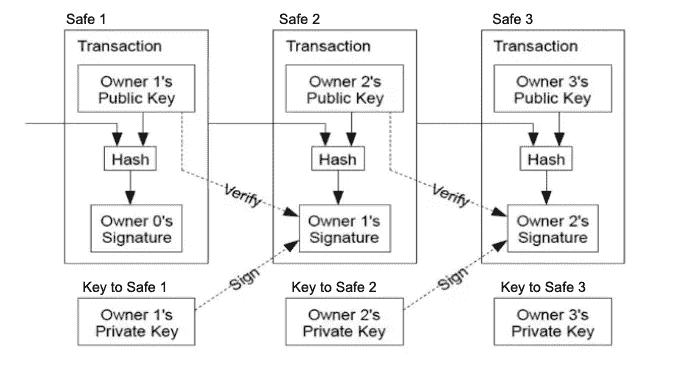 Safe 1
Safe 2
Safe 3
Transaction
Transaction
Transaction
Owner 1's
Public Key
Owner 2's
Public Key
Owner 3's
Public Key
Hash
Hash
Hash
Verify
Verify
Owner 0's
Signature
Owner 1's
Signature
Owner 2's
Signature
Sign
Sign
Key to Safe 1
Key to Safe 2
Key to Safe 3
Owner 1's
Private Key
Owner 2's
Private Key
Owner 3's
Private Key